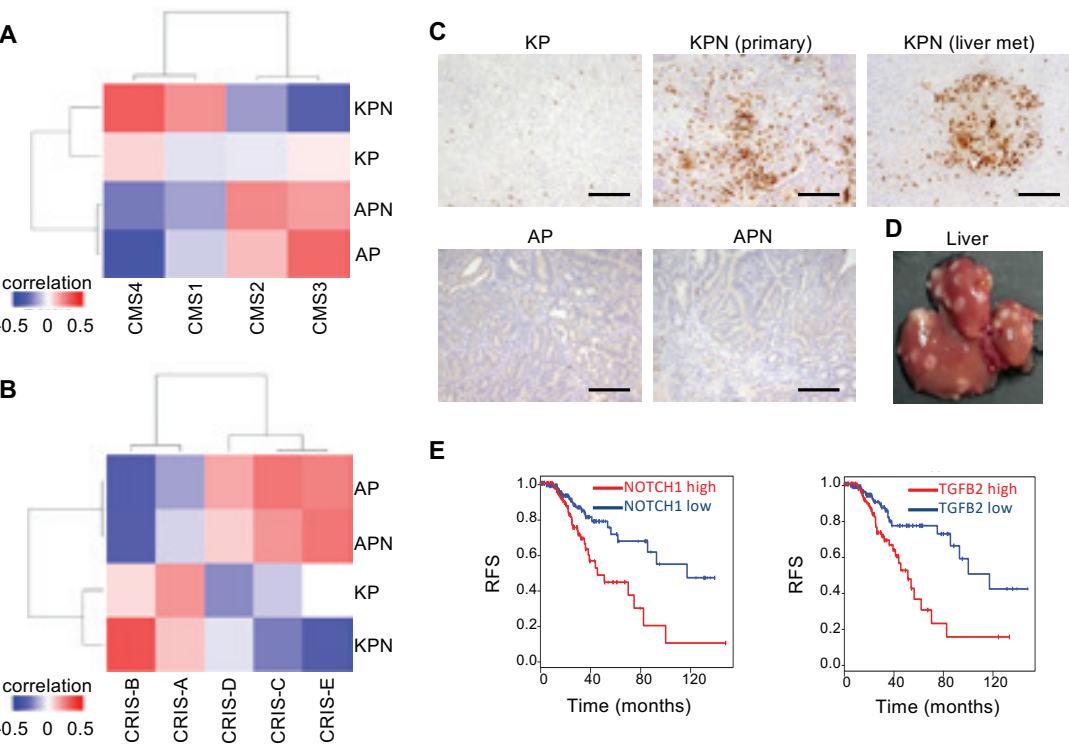 A
KPN
KP
APN
AP
correlation
-0.5 0 0.5
CMS4
CMS1
CMS2
CMS3
B
AP
APN
KP
KPN
correlation
-0.5 0 0.5
CRIS-B
CRIS-A
CRIS-D
CRIS-C
CRIS-E
C
KP
KPN (primary)
KPN (liver met)
AP
APN
D
Liver
E
RFS
1.0
0.8
0.6
0.4
0.2
0.0
NOTCH1 high
NOTCH1 low
0 40 80 120
Time (months)
RFS
1.0
0.8
0.6
0.4
0.2
0.0
TGFB2 high
TGFB2 low
0 40 80 120
Time (months)